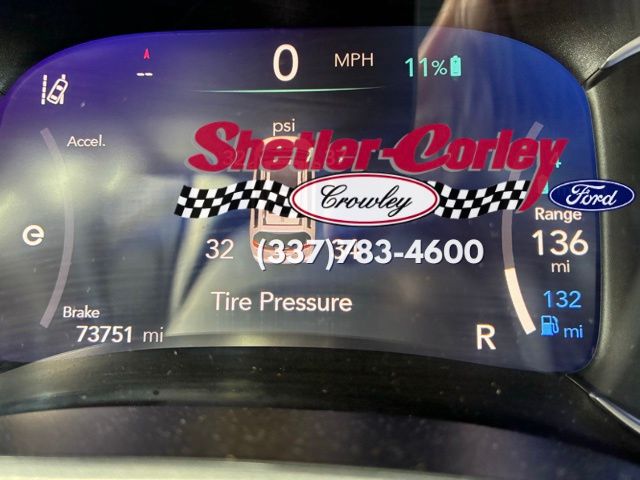 0 MPH 11%
Accel. psi
Shetler-Corley
Crowley Ford
Range
32 (337)783-4600 136
mi
Tire Pressure 132
Brake mi
73751 mi R